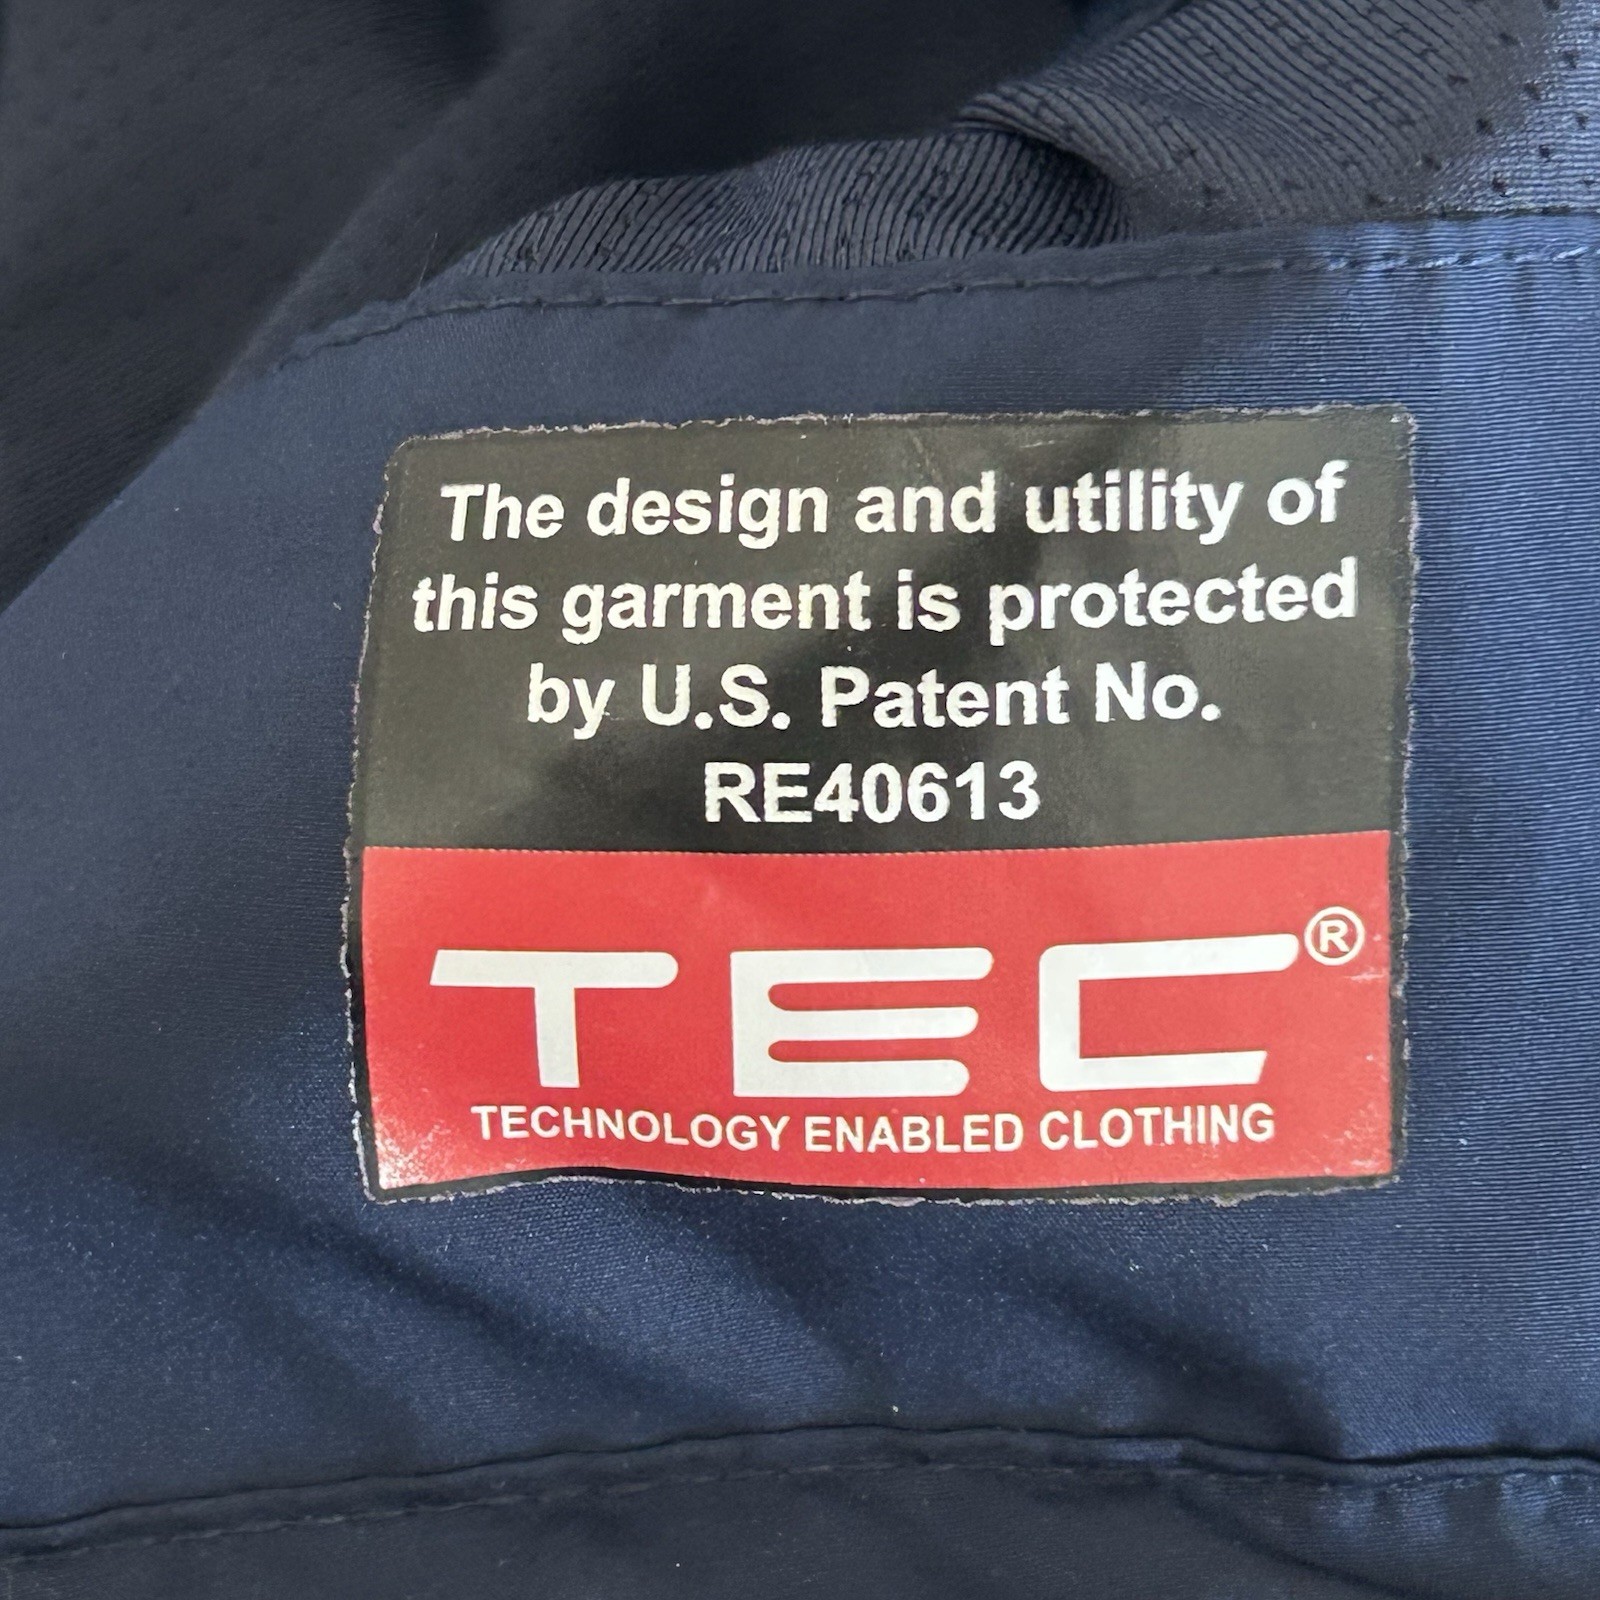 The design and utility of
this garment is protected
by U.S. Patent No.
RE40613
TEC®
TECHNOLOGY ENABLED CLOTHING